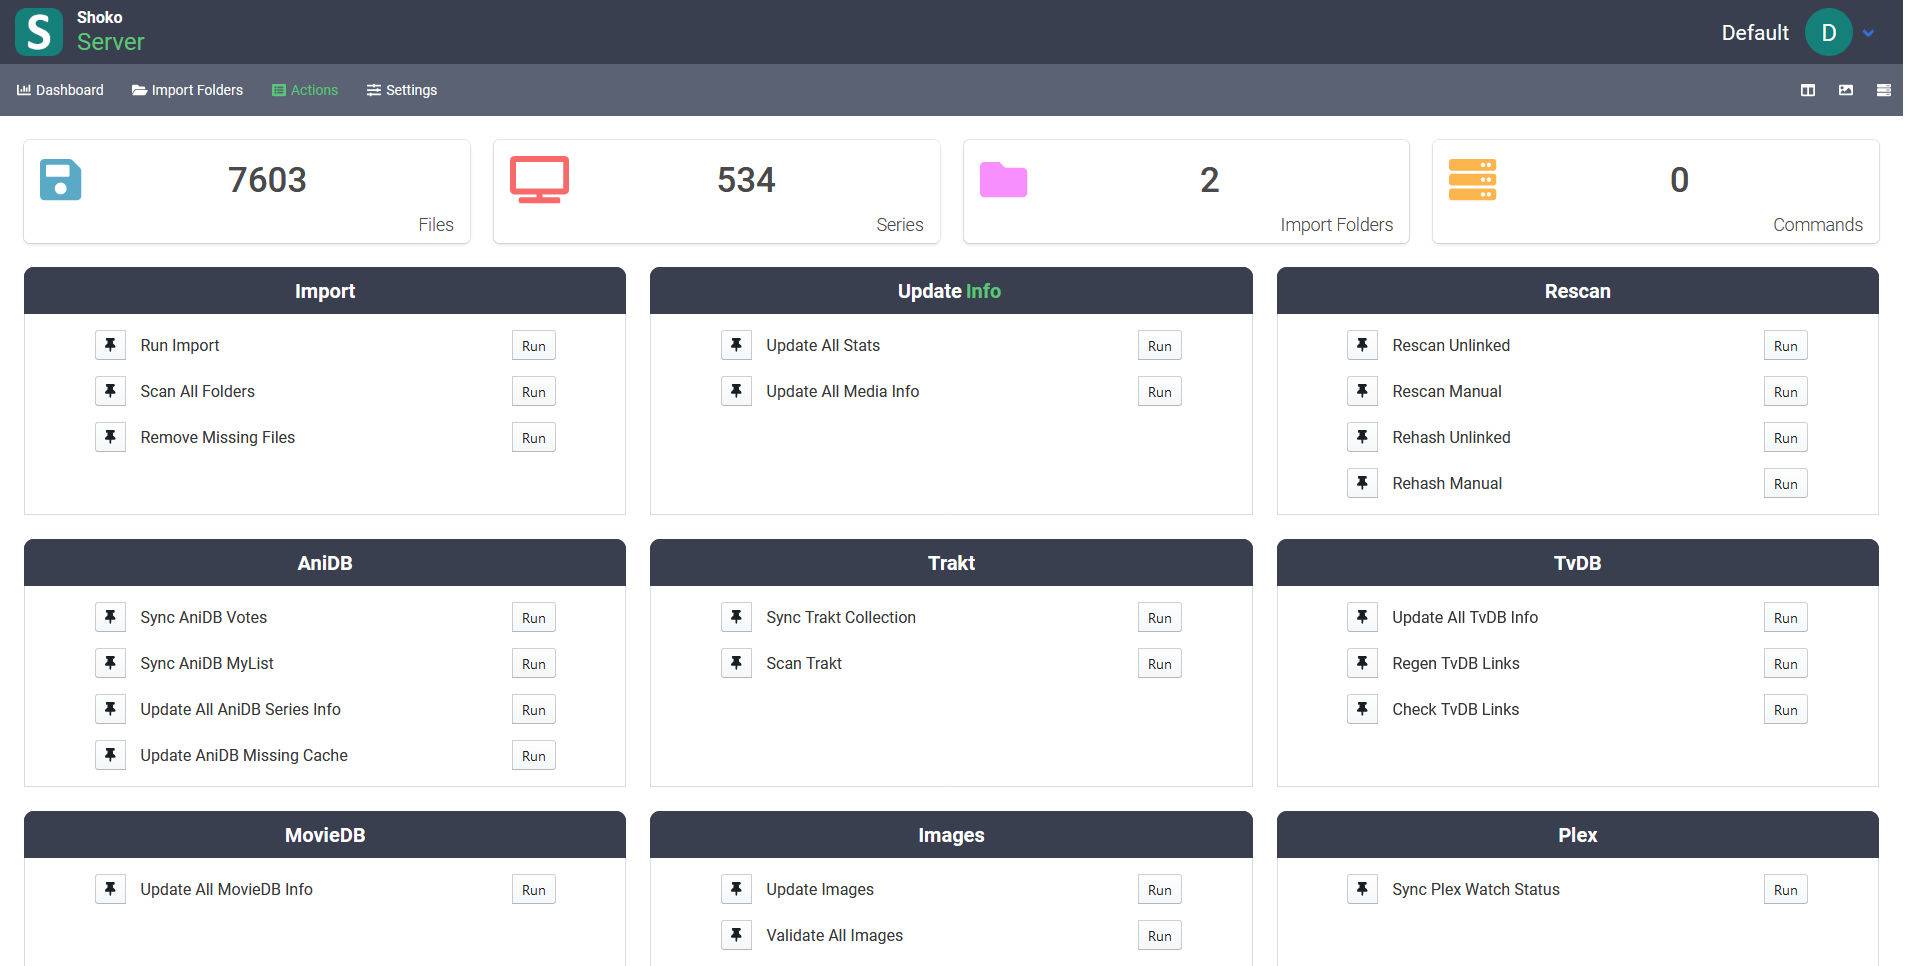 Shoko
Server
Default
D
Dashboard
Import Folders
Actions
Settings
7603
Files
534
Series
2
Import Folders
0
Commands
Import
Run Import
Run
Scan All Folders
Run
Remove Missing Files
Run
Update Info
Update All Stats
Run
Update All Media Info
Run
Rescan
Rescan Unlinked
Run
Rescan Manual
Run
Rehash Unlinked
Run
Rehash Manual
Run
AniDB
Sync AniDB Votes
Run
Sync AniDB MyList
Run
Update All AniDB Series Info
Run
Update AniDB Missing Cache
Run
Trakt
Sync Trakt Collection
Run
Scan Trakt
Run
TvDB
Update All TvDB Info
Run
Regen TvDB Links
Run
Check TvDB Links
Run
MovieDB
Update All MovieDB Info
Run
Images
Update Images
Run
Validate All Images
Run
Plex
Sync Plex Watch Status
Run